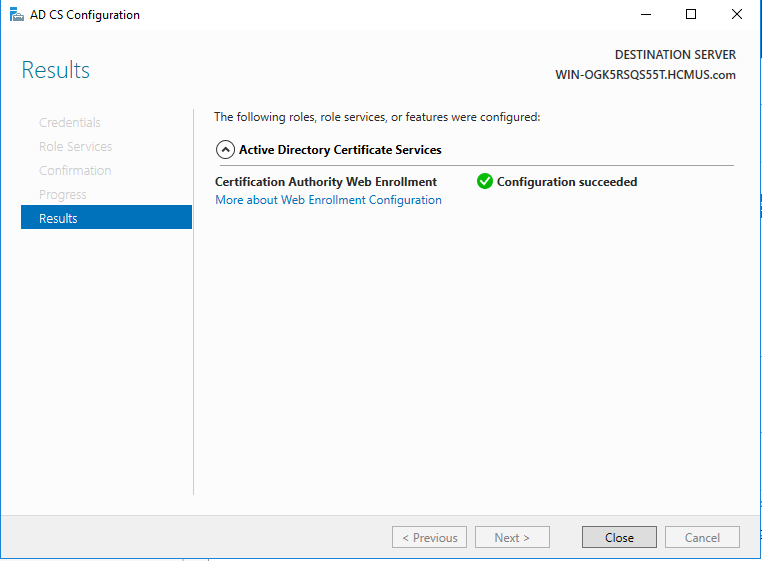 AD CS Configuration
Results
DESTINATION SERVER
WIN-OGK5RSQS55T.HCMUS.com
Credentials
Role Services
Confirmation
Progress
Results
The following roles, role services, or features were configured:
Active Directory Certificate Services
Certification Authority Web Enrollment
Configuration succeeded
More about Web Enrollment Configuration
< Previous
Next >
Close
Cancel